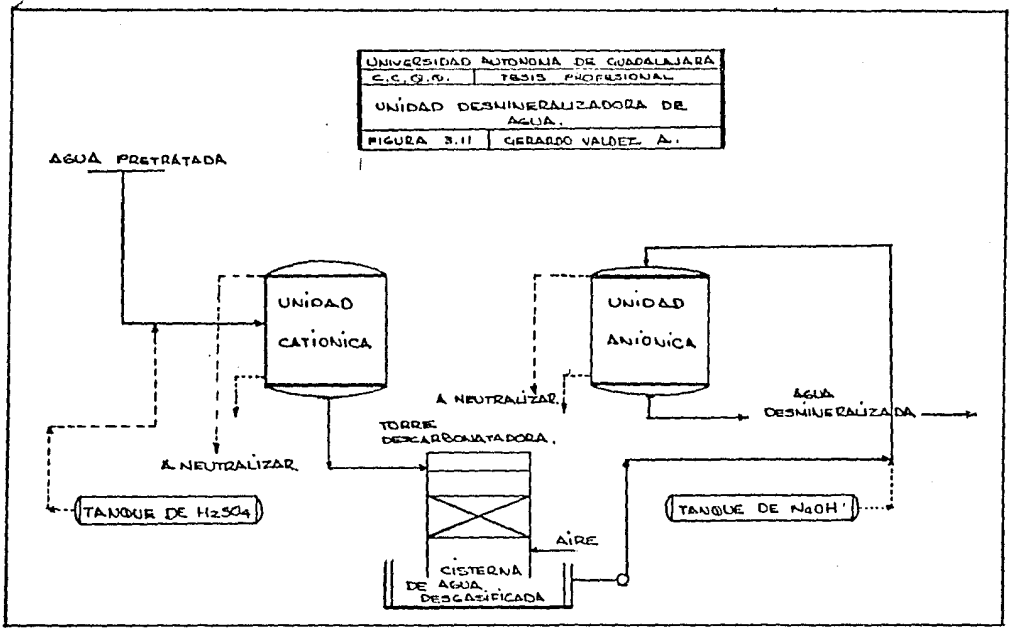 UNIVERSIDAD AUTONOMA DE GUADALAJARA
C.C.Q.N. TESIS PROFESIONAL
UNIDAD DESMINERALIZADORA DE
AGUA.
FIGURA 3.11 GERARDO VALDEZ A.
AGUA PRETRATADA
UNIDAD
CATIONICA
UNIDAD
ANIONICA
A NEUTRALIZAR
AGUA
DESMINERALIZADA
TORRE
DESCARBONATADORA.
A NEUTRALIZAR
TANQUE DE H2SO4
TANQUE DE NaOH
AIRE
CISTERNA
DE AGUA
DESGASIFICADA